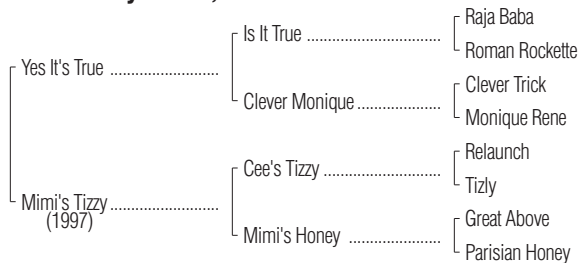 Raja Baba
Is It True ..............................
Roman Rockette
Yes It's True ........................
Clever Trick
Clever Monique ...................
Monique Rene
Relaunch
Cee's Tizzy ..........................
Tizly
Mimi's Tizzy ........................
(1997)
Great Above
Mimi's Honey .....................
Parisian Honey